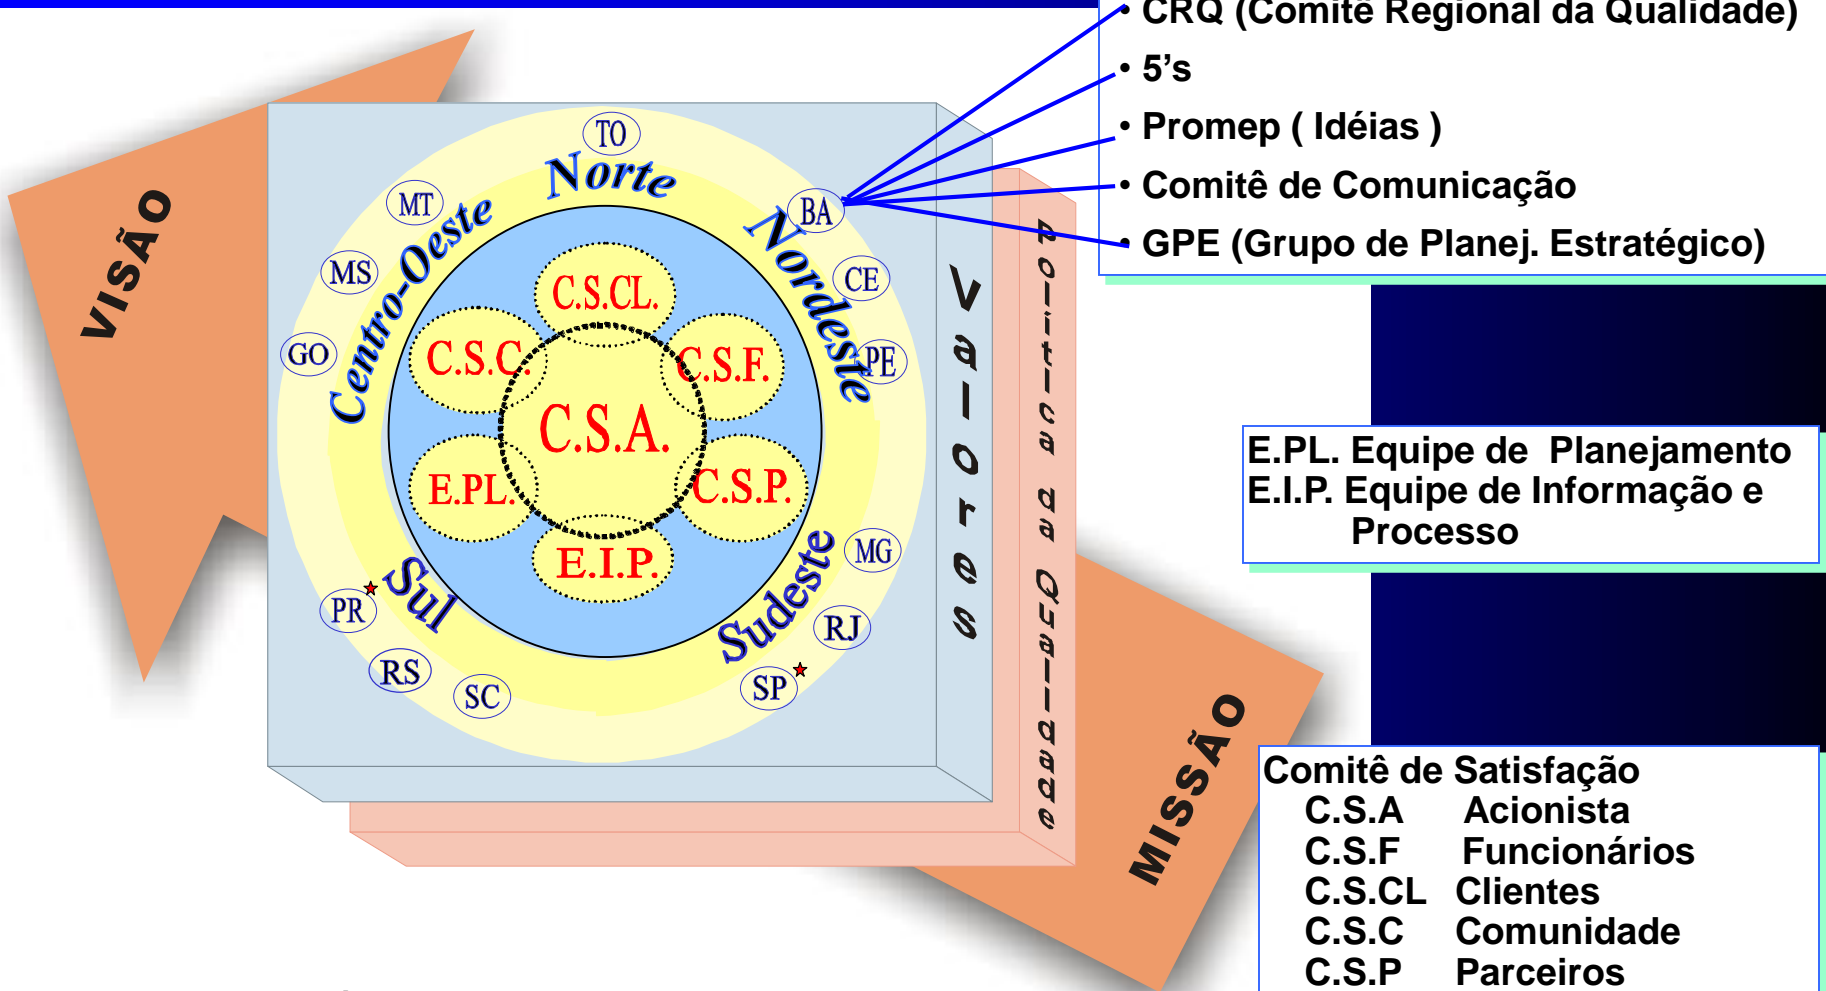 • CRQ (Comitê Regional da Qualidade)
• 5’s
• Promep ( Idéias )
• Comitê de Comunicação
• GPE (Grupo de Planej. Estratégico)
VISÃO
TO
Norte
MT
BA
Centro-Oeste
Nordeste
MS
CE
GO
PE
C.S.CL.
C.S.C.
C.S.F.
C.S.A.
E.PL.
C.S.P.
E.I.P.
MG
Sul
Sudeste
PR
RJ
RS
SC
SP
Valores
Política da Qualidade
MISSÃO
E.PL. Equipe de Planejamento
E.I.P. Equipe de Informação e
Processo
Comitê de Satisfação
C.S.A Acionista
C.S.F Funcionários
C.S.CL Clientes
C.S.C Comunidade
C.S.P Parceiros